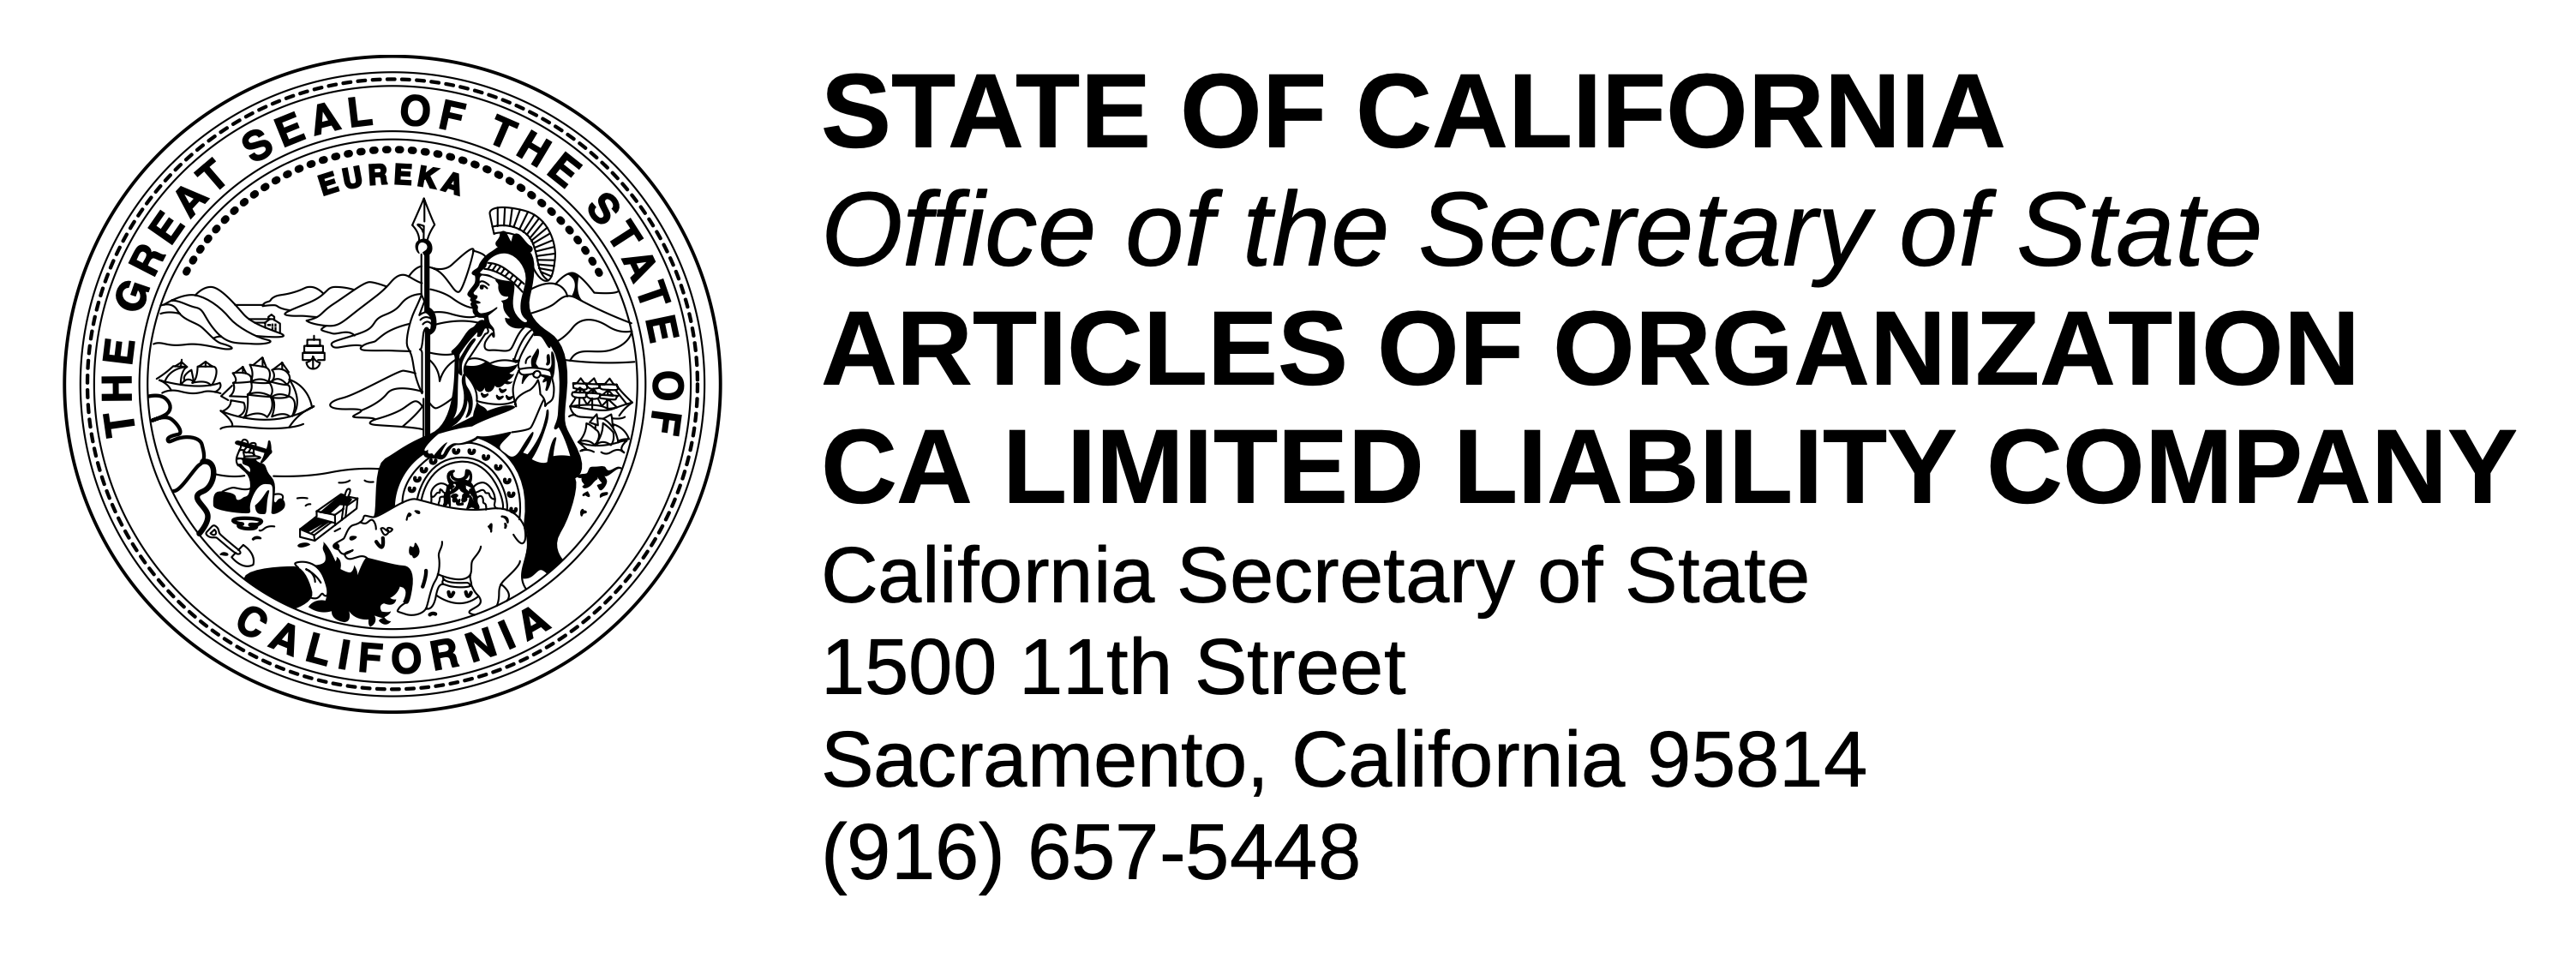 THE GREAT SEAL OF THE STATE OF
CALIFORNIA
EUREKA
STATE OF CALIFORNIA
Office of the Secretary of State
ARTICLES OF ORGANIZATION
CA LIMITED LIABILITY COMPANY
California Secretary of State
1500 11th Street
Sacramento, California 95814
(916) 657-5448